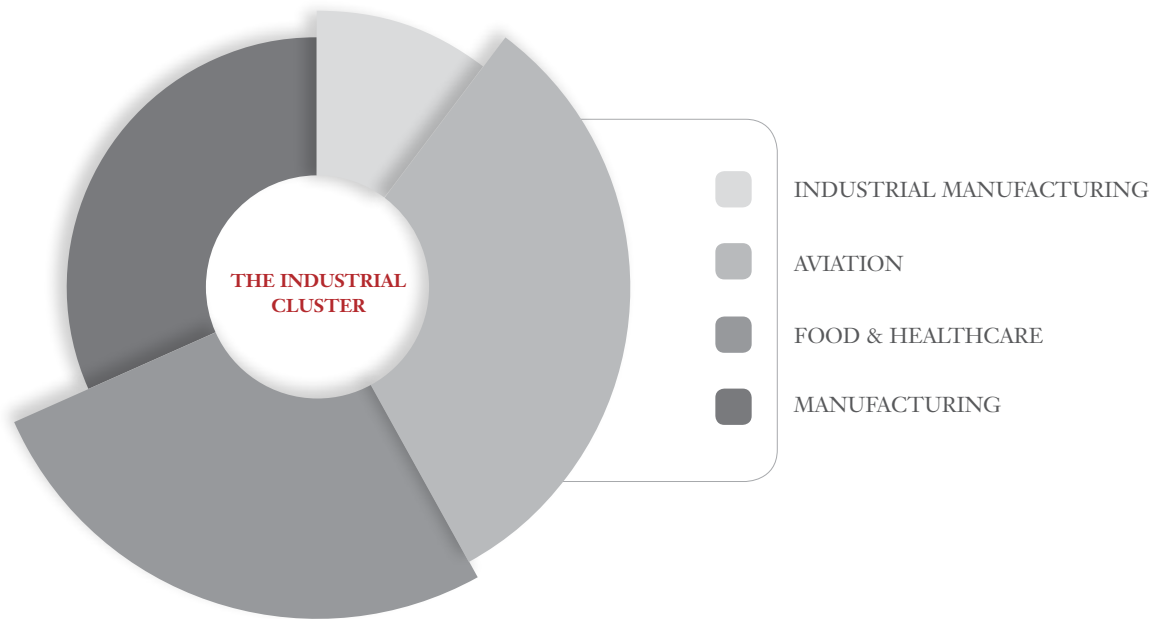 THE INDUSTRIAL
CLUSTER
INDUSTRIAL MANUFACTURING
AVIATION
FOOD & HEALTHCARE
MANUFACTURING